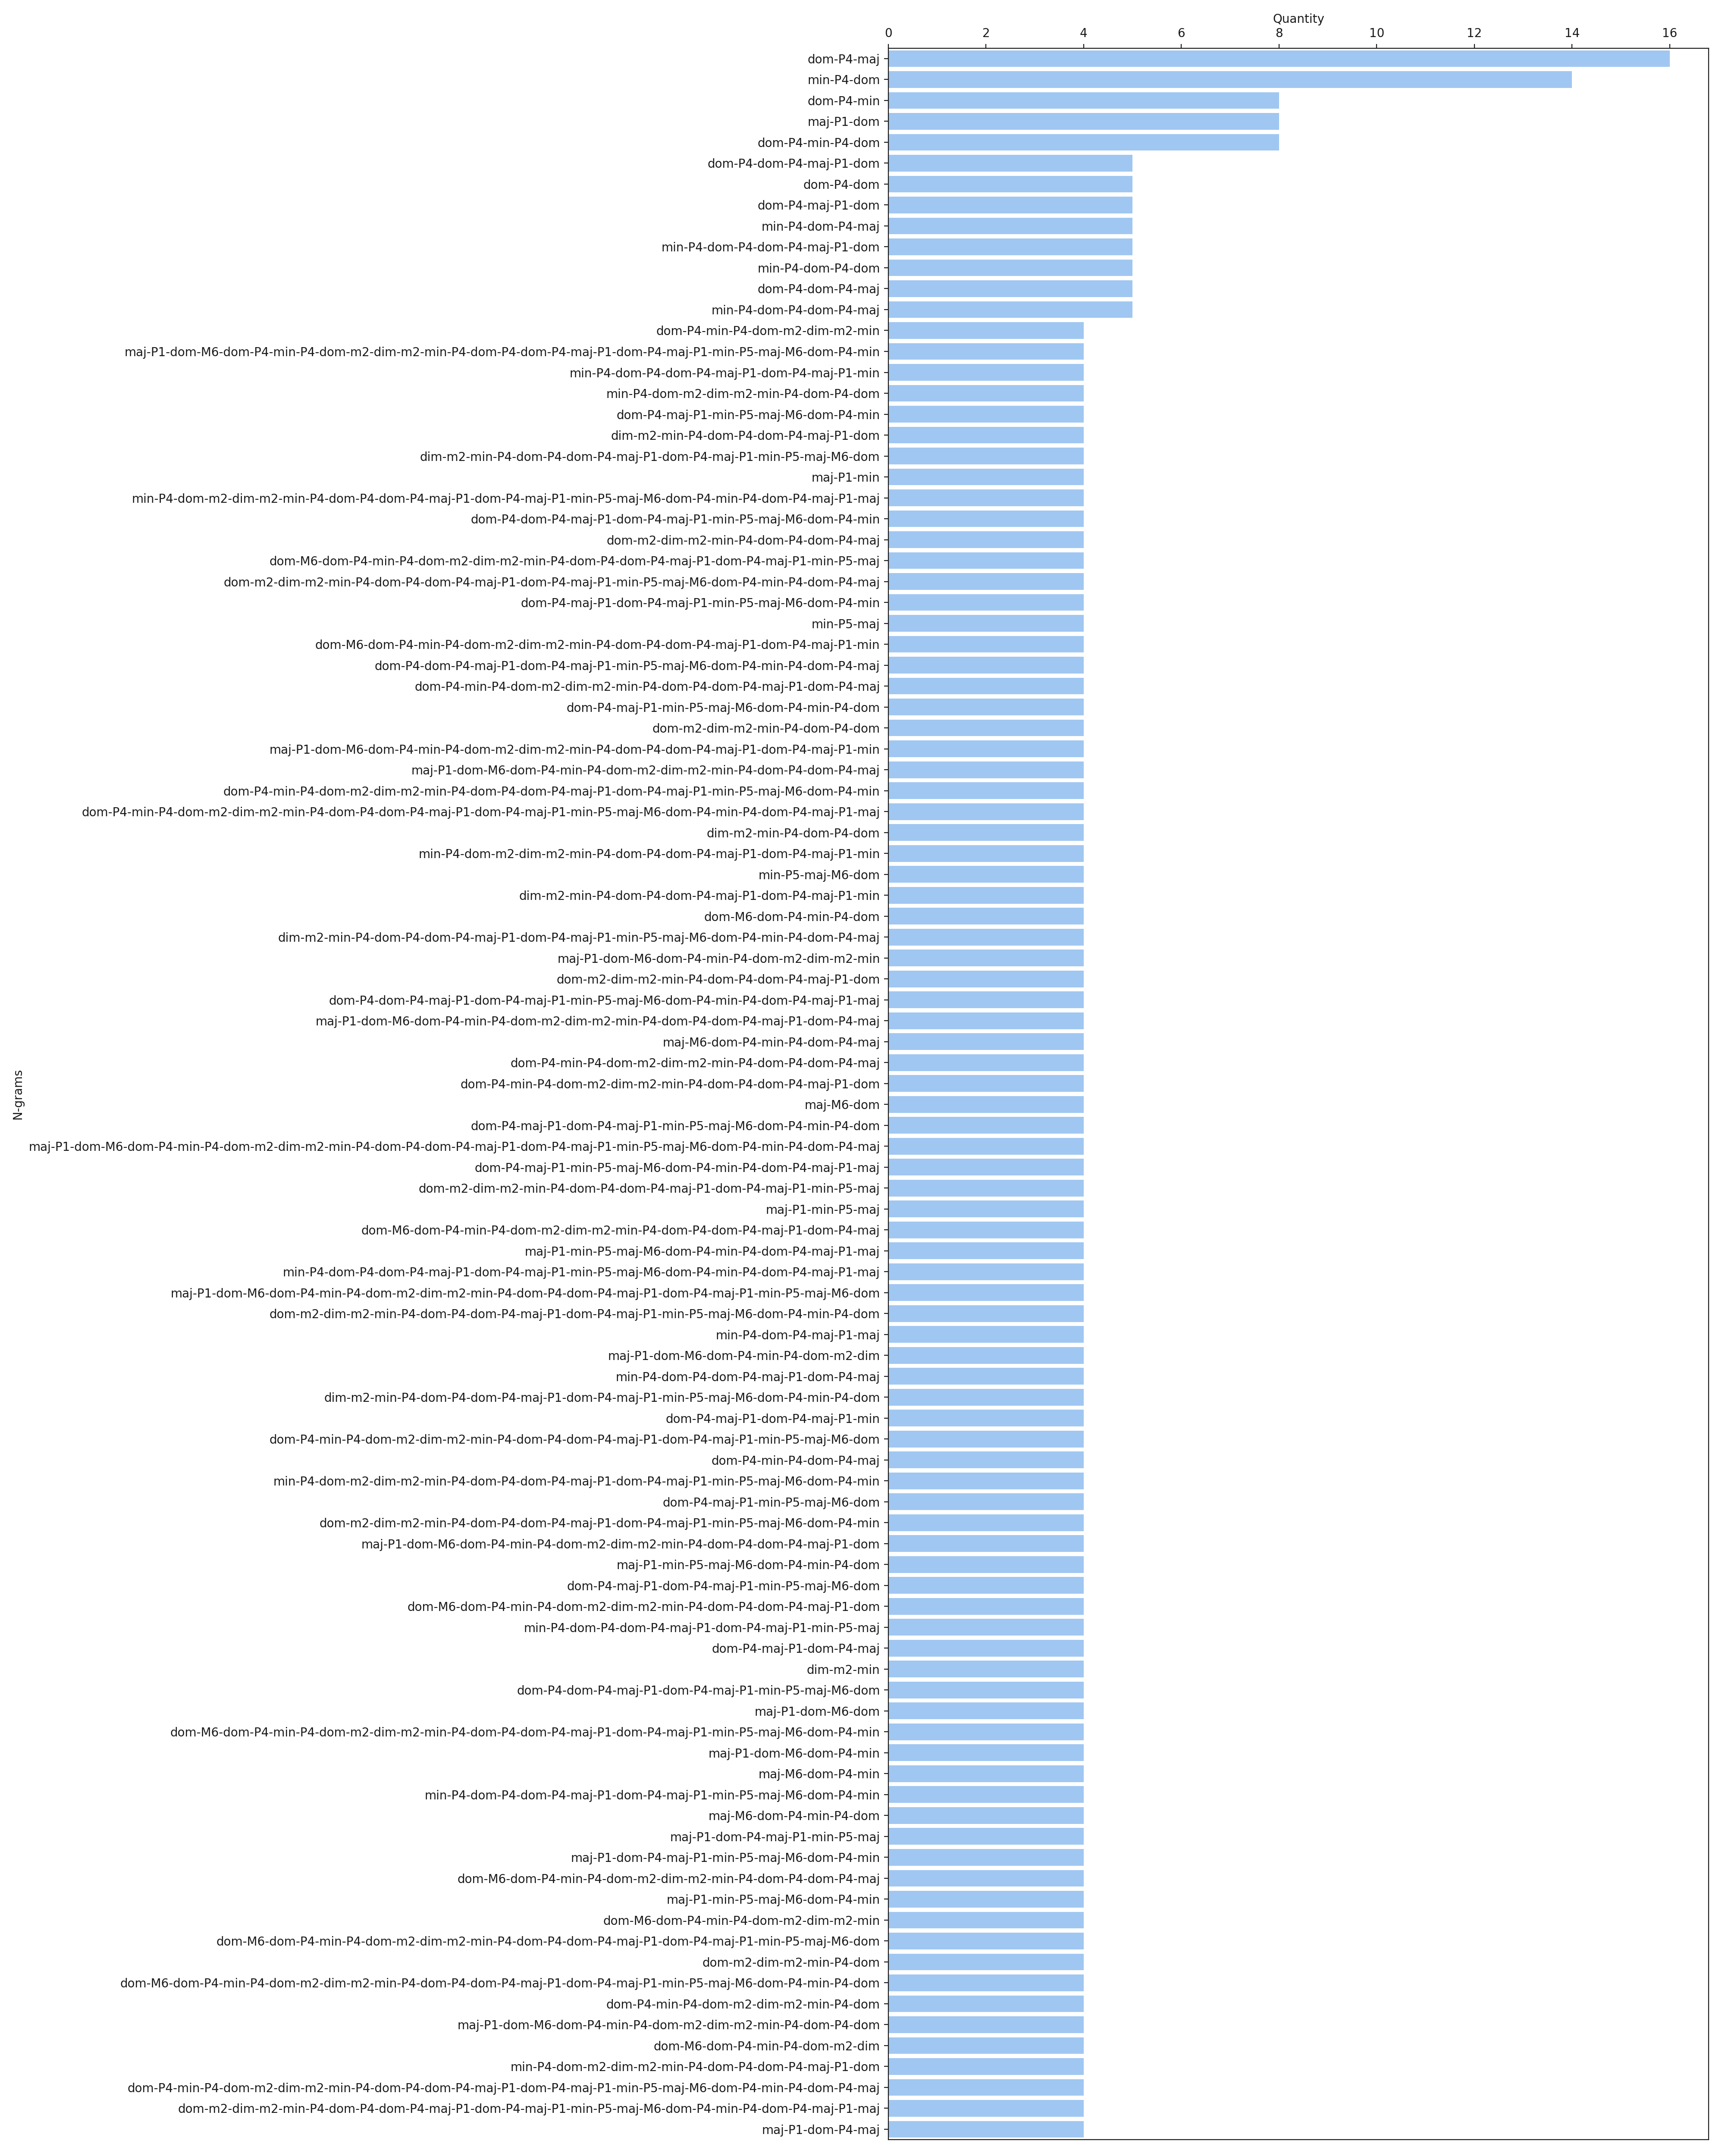 Quantity
0 2 4 6 8 10 12 14 16
dom-P4-maj
min-P4-dom
dom-P4-min
maj-P1-dom
dom-P4-min-P4-dom
dom-P4-dom-P4-maj-P1-dom
dom-P4-dom
dom-P4-maj-P1-dom
min-P4-dom-P4-maj
min-P4-dom-P4-dom-P4-maj-P1-dom
min-P4-dom-P4-dom
dom-P4-dom-P4-maj
min-P4-dom-P4-dom-P4-maj
dom-P4-min-P4-dom-m2-dim-m2-min
maj-P1-dom-M6-dom-P4-min-P4-dom-m2-dim-m2-min-P4-dom-P4-dom-P4-maj-P1-dom-P4-maj-P1-min-P5-maj-M6-dom-P4-min
min-P4-dom-P4-dom-P4-maj-P1-dom-P4-maj-P1-min
min-P4-dom-m2-dim-m2-min-P4-dom-P4-dom
dom-P4-maj-P1-min-P5-maj-M6-dom-P4-min
dim-m2-min-P4-dom-P4-dom-P4-maj-P1-dom
dim-m2-min-P4-dom-P4-dom-P4-maj-P1-dom-P4-maj-P1-min-P5-maj-M6-dom
maj-P1-min
min-P4-dom-m2-dim-m2-min-P4-dom-P4-dom-P4-maj-P1-dom-P4-maj-P1-min-P5-maj-M6-dom-P4-min-P4-dom-P4-maj-P1-maj
dom-P4-dom-P4-maj-P1-dom-P4-maj-P1-min-P5-maj-M6-dom-P4-min
dom-m2-dim-m2-min-P4-dom-P4-dom-P4-maj
dom-M6-dom-P4-min-P4-dom-m2-dim-m2-min-P4-dom-P4-dom-P4-maj-P1-dom-P4-maj-P1-min-P5-maj
dom-m2-dim-m2-min-P4-dom-P4-dom-P4-maj-P1-dom-P4-maj-P1-min-P5-maj-M6-dom-P4-min-P4-dom-P4-maj
dom-P4-maj-P1-dom-P4-maj-P1-min-P5-maj-M6-dom-P4-min
min-P5-maj
dom-M6-dom-P4-min-P4-dom-m2-dim-m2-min-P4-dom-P4-dom-P4-maj-P1-dom-P4-maj-P1-min
dom-P4-dom-P4-maj-P1-dom-P4-maj-P1-min-P5-maj-M6-dom-P4-min-P4-dom-P4-maj
dom-P4-min-P4-dom-m2-dim-m2-min-P4-dom-P4-dom-P4-maj-P1-dom-P4-maj
dom-P4-maj-P1-min-P5-maj-M6-dom-P4-min-P4-dom
dom-m2-dim-m2-min-P4-dom-P4-dom
maj-P1-dom-M6-dom-P4-min-P4-dom-m2-dim-m2-min-P4-dom-P4-dom-P4-maj-P1-dom-P4-maj-P1-min
maj-P1-dom-M6-dom-P4-min-P4-dom-m2-dim-m2-min-P4-dom-P4-dom-P4-maj
dom-P4-min-P4-dom-m2-dim-m2-min-P4-dom-P4-dom-P4-maj-P1-dom-P4-maj-P1-min-P5-maj-M6-dom-P4-min
dom-P4-min-P4-dom-m2-dim-m2-min-P4-dom-P4-dom-P4-maj-P1-dom-P4-maj-P1-min-P5-maj-M6-dom-P4-min-P4-dom-P4-maj-P1-maj
dim-m2-min-P4-dom-P4-dom
min-P4-dom-m2-dim-m2-min-P4-dom-P4-dom-P4-maj-P1-dom-P4-maj-P1-min
min-P5-maj-M6-dom
dim-m2-min-P4-dom-P4-dom-P4-maj-P1-dom-P4-maj-P1-min
dom-M6-dom-P4-min-P4-dom
dim-m2-min-P4-dom-P4-dom-P4-maj-P1-dom-P4-maj-P1-min-P5-maj-M6-dom-P4-min-P4-dom-P4-maj
maj-P1-dom-M6-dom-P4-min-P4-dom-m2-dim-m2-min
dom-m2-dim-m2-min-P4-dom-P4-dom-P4-maj-P1-dom
dom-P4-dom-P4-maj-P1-dom-P4-maj-P1-min-P5-maj-M6-dom-P4-min-P4-dom-P4-maj-P1-maj
maj-P1-dom-M6-dom-P4-min-P4-dom-m2-dim-m2-min-P4-dom-P4-dom-P4-maj-P1-dom-P4-maj
maj-M6-dom-P4-min-P4-dom-P4-maj
dom-P4-min-P4-dom-m2-dim-m2-min-P4-dom-P4-dom-P4-maj
dom-P4-min-P4-dom-m2-dim-m2-min-P4-dom-P4-dom-P4-maj-P1-dom
maj-M6-dom
N-grams
dom-P4-maj-P1-dom-P4-maj-P1-min-P5-maj-M6-dom-P4-min-P4-dom
maj-P1-dom-M6-dom-P4-min-P4-dom-m2-dim-m2-min-P4-dom-P4-dom-P4-maj-P1-dom-P4-maj-P1-min-P5-maj-M6-dom-P4-min-P4-dom-P4-maj
dom-P4-maj-P1-min-P5-maj-M6-dom-P4-min-P4-dom-P4-maj-P1-maj
dom-m2-dim-m2-min-P4-dom-P4-dom-P4-maj-P1-dom-P4-maj-P1-min-P5-maj
maj-P1-min-P5-maj
dom-M6-dom-P4-min-P4-dom-m2-dim-m2-min-P4-dom-P4-dom-P4-maj-P1-dom-P4-maj
maj-P1-min-P5-maj-M6-dom-P4-min-P4-dom-P4-maj-P1-maj
min-P4-dom-P4-dom-P4-maj-P1-dom-P4-maj-P1-min-P5-maj-M6-dom-P4-min-P4-dom-P4-maj-P1-maj
maj-P1-dom-M6-dom-P4-min-P4-dom-m2-dim-m2-min-P4-dom-P4-dom-P4-maj-P1-dom-P4-maj-P1-min-P5-maj-M6-dom
dom-m2-dim-m2-min-P4-dom-P4-dom-P4-maj-P1-dom-P4-maj-P1-min-P5-maj-M6-dom-P4-min-P4-dom
min-P4-dom-P4-maj-P1-maj
maj-P1-dom-M6-dom-P4-min-P4-dom-m2-dim
min-P4-dom-P4-dom-P4-maj-P1-dom-P4-maj
dim-m2-min-P4-dom-P4-dom-P4-maj-P1-dom-P4-maj-P1-min-P5-maj-M6-dom-P4-min-P4-dom
dom-P4-maj-P1-dom-P4-maj-P1-min
dom-P4-min-P4-dom-m2-dim-m2-min-P4-dom-P4-dom-P4-maj-P1-dom-P4-maj-P1-min-P5-maj-M6-dom
dom-P4-min-P4-dom-P4-maj
min-P4-dom-m2-dim-m2-min-P4-dom-P4-dom-P4-maj-P1-dom-P4-maj-P1-min-P5-maj-M6-dom-P4-min
dom-P4-maj-P1-min-P5-maj-M6-dom
dom-m2-dim-m2-min-P4-dom-P4-dom-P4-maj-P1-dom-P4-maj-P1-min-P5-maj-M6-dom-P4-min
maj-P1-dom-M6-dom-P4-min-P4-dom-m2-dim-m2-min-P4-dom-P4-dom-P4-maj-P1-dom
maj-P1-min-P5-maj-M6-dom-P4-min-P4-dom
dom-P4-maj-P1-dom-P4-maj-P1-min-P5-maj-M6-dom
dom-M6-dom-P4-min-P4-dom-m2-dim-m2-min-P4-dom-P4-dom-P4-maj-P1-dom
min-P4-dom-P4-dom-P4-maj-P1-dom-P4-maj-P1-min-P5-maj
dom-P4-maj-P1-dom-P4-maj
dim-m2-min
dom-P4-dom-P4-maj-P1-dom-P4-maj-P1-min-P5-maj-M6-dom
maj-P1-dom-M6-dom
dom-M6-dom-P4-min-P4-dom-m2-dim-m2-min-P4-dom-P4-dom-P4-maj-P1-dom-P4-maj-P1-min-P5-maj-M6-dom-P4-min
maj-P1-dom-M6-dom-P4-min
maj-M6-dom-P4-min
min-P4-dom-P4-dom-P4-maj-P1-dom-P4-maj-P1-min-P5-maj-M6-dom-P4-min
maj-M6-dom-P4-min-P4-dom
maj-P1-dom-P4-maj-P1-min-P5-maj
maj-P1-dom-P4-maj-P1-min-P5-maj-M6-dom-P4-min
dom-M6-dom-P4-min-P4-dom-m2-dim-m2-min-P4-dom-P4-dom-P4-maj
maj-P1-min-P5-maj-M6-dom-P4-min
dom-M6-dom-P4-min-P4-dom-m2-dim-m2-min
dom-M6-dom-P4-min-P4-dom-m2-dim-m2-min-P4-dom-P4-dom-P4-maj-P1-dom-P4-maj-P1-min-P5-maj-M6-dom
dom-m2-dim-m2-min-P4-dom
dom-M6-dom-P4-min-P4-dom-m2-dim-m2-min-P4-dom-P4-dom-P4-maj-P1-dom-P4-maj-P1-min-P5-maj-M6-dom-P4-min-P4-dom
dom-P4-min-P4-dom-m2-dim-m2-min-P4-dom
maj-P1-dom-M6-dom-P4-min-P4-dom-m2-dim-m2-min-P4-dom-P4-dom
dom-M6-dom-P4-min-P4-dom-m2-dim
min-P4-dom-m2-dim-m2-min-P4-dom-P4-dom-P4-maj-P1-dom
dom-P4-min-P4-dom-m2-dim-m2-min-P4-dom-P4-dom-P4-maj-P1-dom-P4-maj-P1-min-P5-maj-M6-dom-P4-min-P4-dom-P4-maj
dom-m2-dim-m2-min-P4-dom-P4-dom-P4-maj-P1-dom-P4-maj-P1-min-P5-maj-M6-dom-P4-min-P4-dom-P4-maj-P1-maj
maj-P1-dom-P4-maj